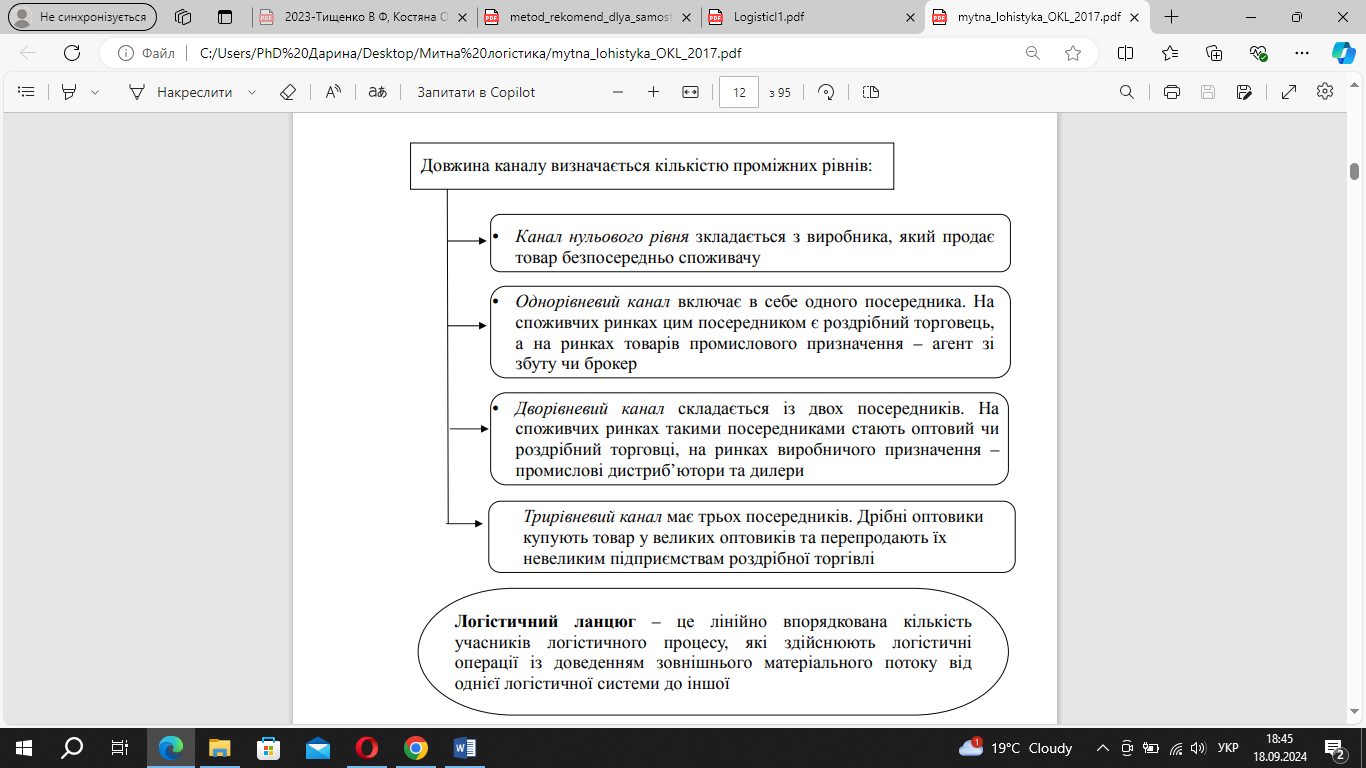 Не синхронізується
2023-Тищенко В Ф, Костяна О
metod_rekomend_dlya_samost
Logisticl1.pdf
mytna_lohistyka_OKL_2017.pdf
Файл
C:/Users/PhD%20Дарина/Desktop/Митна%20логістика/mytna_lohistyka_OKL_2017.pdf
Накреслити
аあ
Запитати в Copilot
12
з 95
Довжина каналу визначається кількістю проміжних рівнів:
• Канал нульового рівня зкладається з виробника, який продає
товар безпосередньо споживачу
• Однорівневий канал включає в себе одного посередника. На
споживчих ринках цим посередником є роздрібний торговець,
а на ринках товарів промислового призначення – агент зі
збуту чи брокер
• Дворівневий канал складається із двох посередників. На
споживчих ринках такими посередниками стають оптовий чи
роздрібний торговці, на ринках виробничого призначення –
промислові дистриб’ютори та дилери
Трирівневий канал має трьох посередників. Дрібні оптовики
купують товар у великих оптовиків та перепродають їх
невеликим підприємствам роздрібної торгівлі
Логістичний ланцюг – це лінійно впорядкована кількість
учасників логістичного процесу, які здійснюють логістичні
операції із доведенням зовнішнього матеріального потоку від
однієї логістичної системи до іншої
1
19°C Cloudy
УКР
18:45
18.09.2024
2